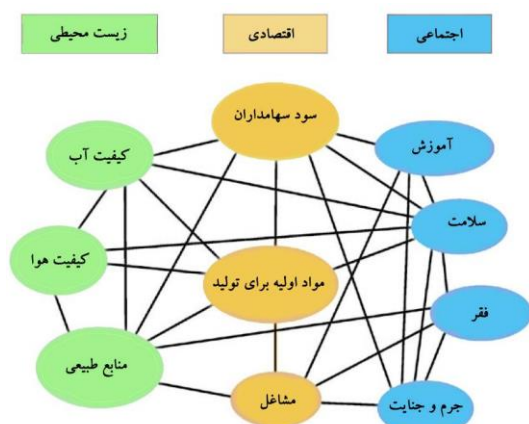 اجتماعی
اقتصادی
زیست محیطی
سود سهامداران
آموزش
کیفیت آب
سلامت
کیفیت هوا
مواد اولیه برای تولید
فقر
منابع طبیعی
مشاغل
جرم و جنایت